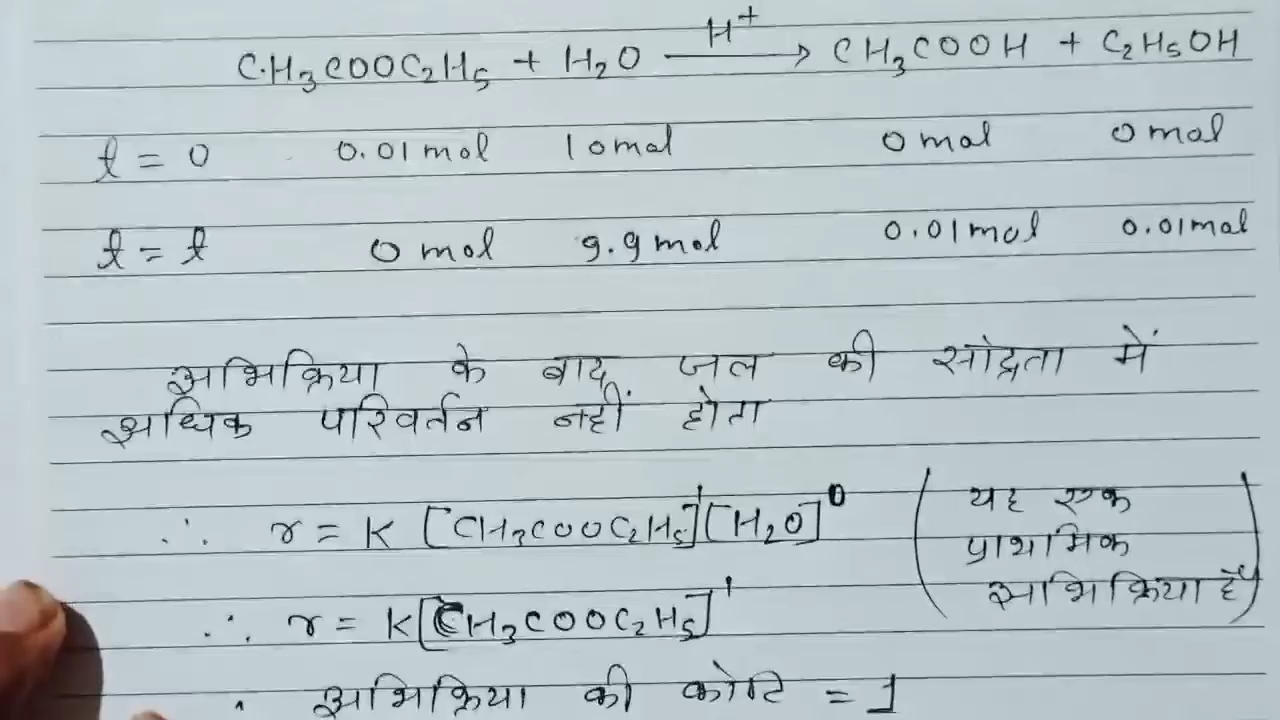 CH₃COOC₂H₅ + H₂O —H⁺→ CH₃COOH + C₂H₅OH
t = 0 0.01 mol 10 mol 0 mol 0 mol
t = t 0 mol 9.9 mol 0.01 mol 0.01 mol
अभिक्रिया के बाद जल की सांद्रता में
अधिक परिवर्तन नहीं होता
∴ r = K [CH₃COOC₂H₅]¹ [H₂O]⁰ (यह एक
प्राथमिक
अभिक्रिया है)
∴ r = K[CH₃COOC₂H₅]¹
∴ अभिक्रिया की कोटि = 1